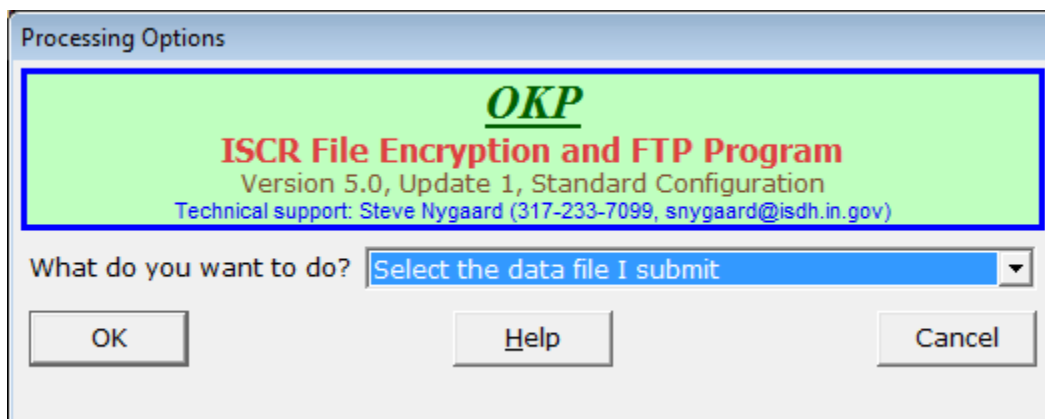 Processing Options
OKP
ISCR File Encryption and FTP Program
Version 5.0, Update 1, Standard Configuration
Technical support: Steve Nygaard (317-233-7099, snygaard@isdh.in.gov)
What do you want to do? Select the data file I submit
OK Help Cancel